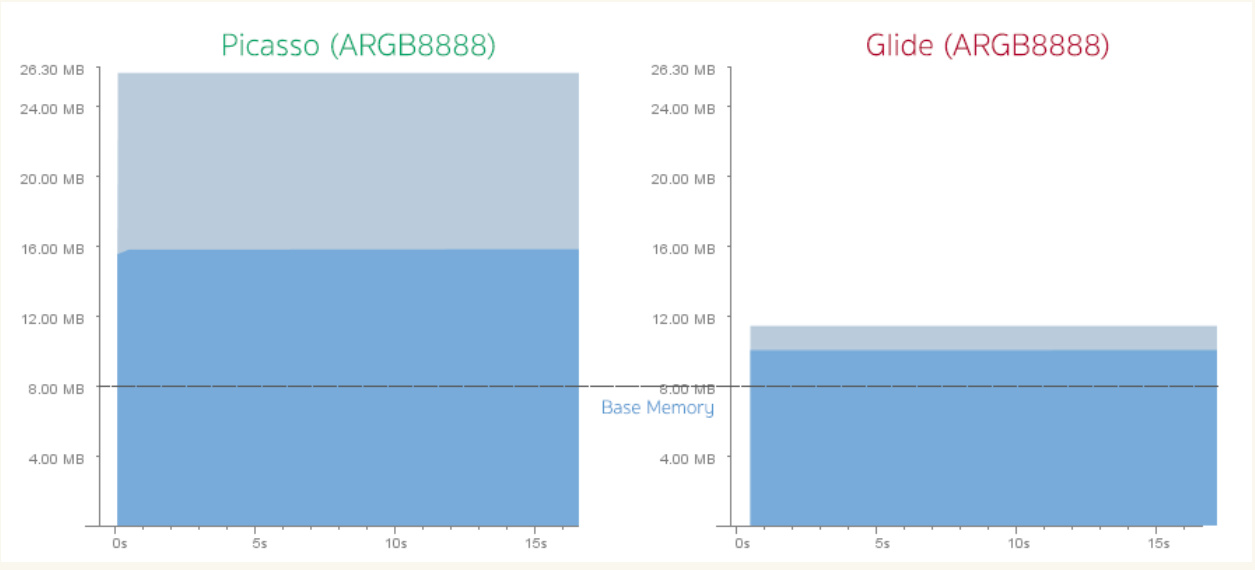 Picasso (ARGB8888)
26.30 MB
24.00 MB
20.00 MB
16.00 MB
12.00 MB
8.00 MB
4.00 MB
0s 5s 10s 15s
Glide (ARGB8888)
26.30 MB
24.00 MB
20.00 MB
16.00 MB
12.00 MB
8.00 MB
Base Memory
4.00 MB
0s 5s 10s 15s